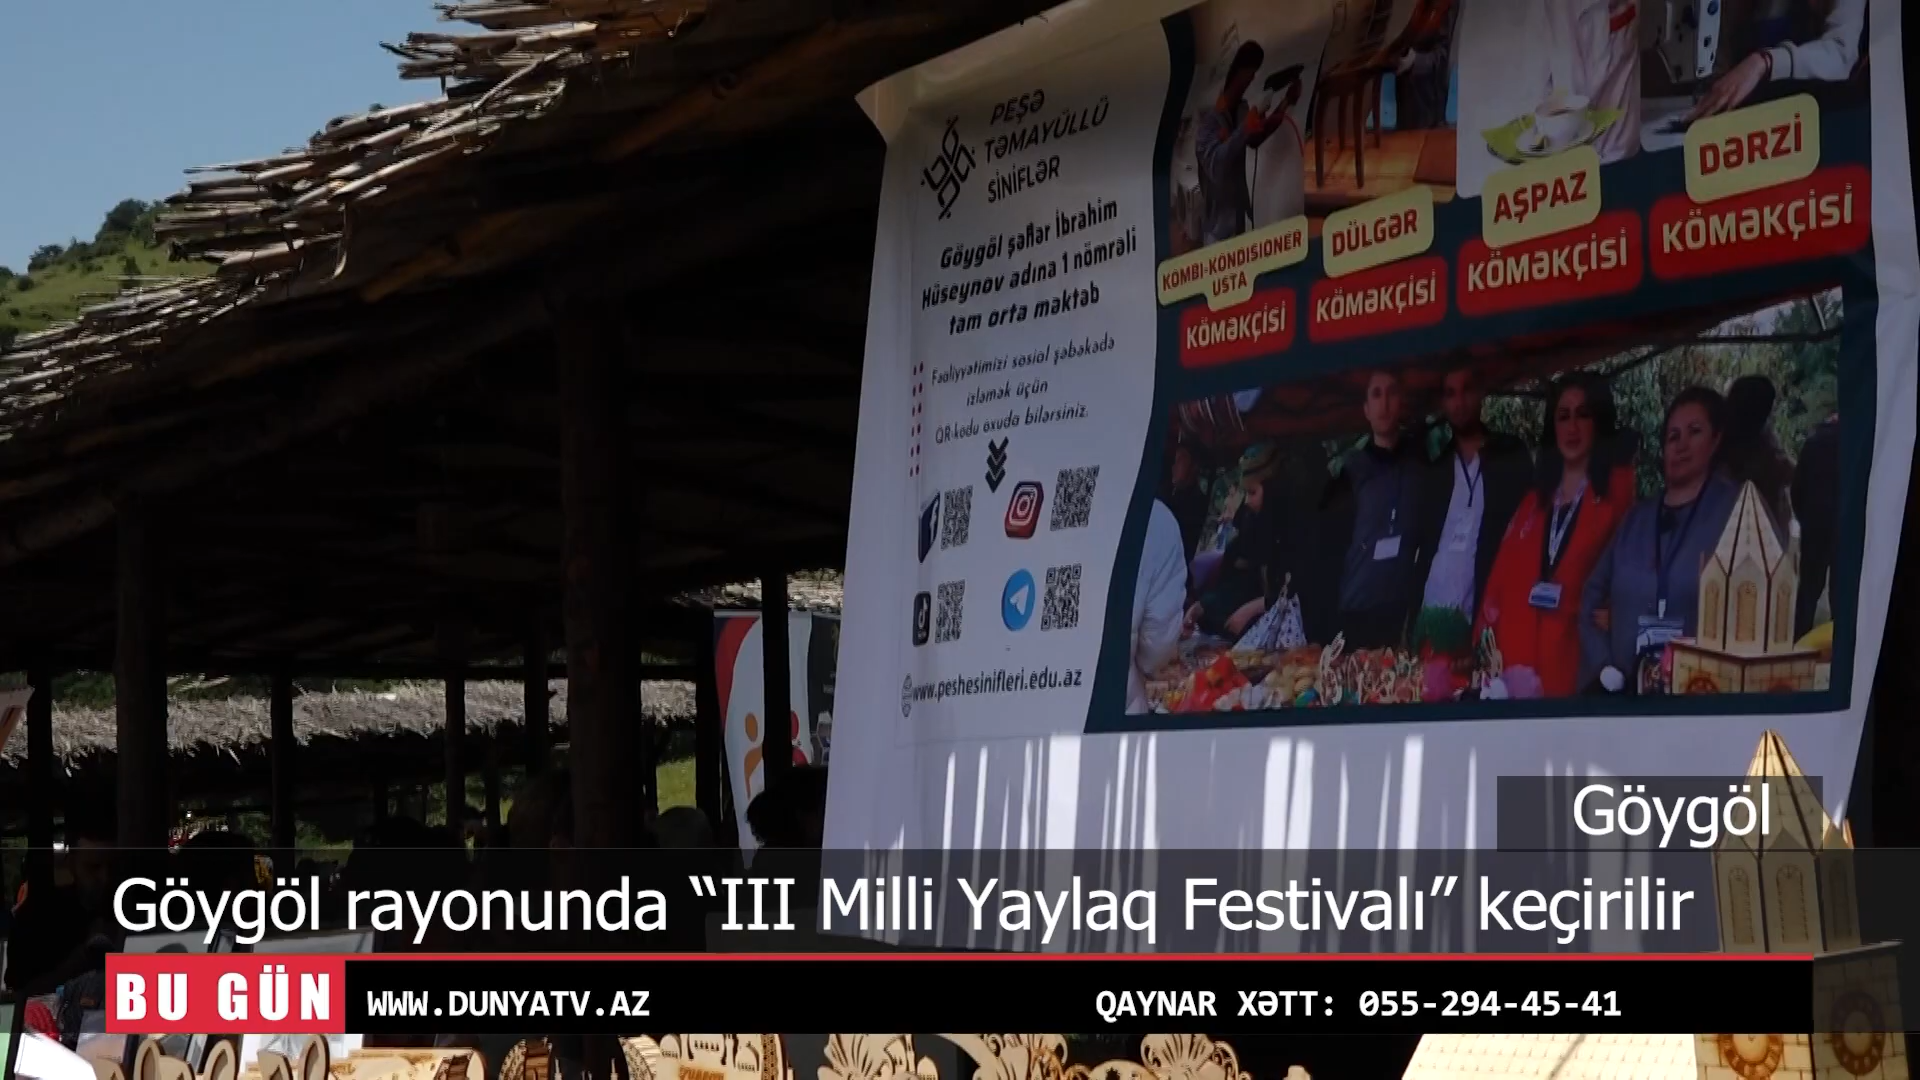 PEŞƏ
TƏMAYÜLLÜ
SİNİFLƏR
Göygöl şəhər İbrahim
Hüseynov adına 1 nömrəli
tam orta məktəb
Fəaliyyətimizi sosial şəbəkədə
izləmək üçün
QR-kodu oxuda bilərsiniz.
www.peshesinifleri.edu.az
KOMBI-KONDISIONER
USTA
KÖMƏKÇİSİ
DÜLGƏR
KÖMƏKÇİSİ
AŞPAZ
KÖMƏKÇİSİ
DƏRZİ
KÖMƏKÇİSİ
Göygöl
Göygöl rayonunda “III Milli Yaylaq Festivalı” keçirilir
BU GÜN
WWW.DUNYATV.AZ
QAYNAR XƏTT: 055-294-45-41